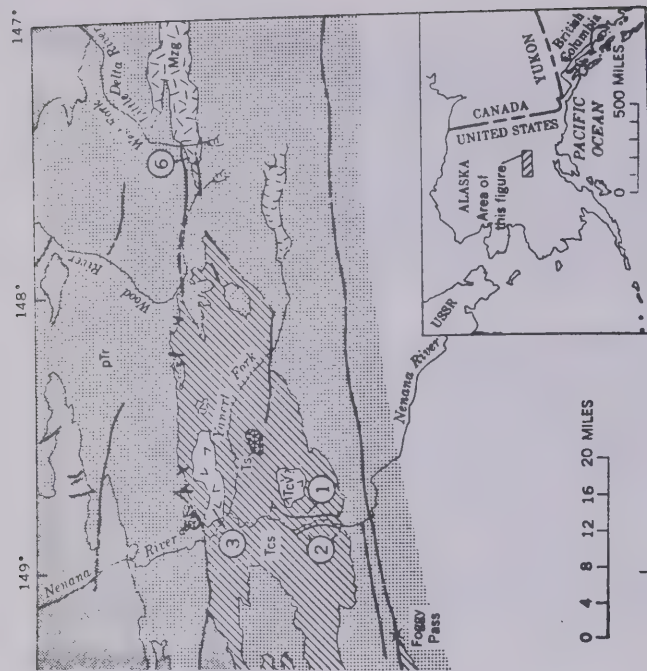 147°
148°
149°
Little
Delta
River
West Fork
Mzg
6
Wood
River
pTr
Yanert Fork
Ts
Tcv
Tcs
1
2
3
Nenana
River
Nenana River
Foggy
Pass
0 4 8 12 16 20 MILES
YUKON
British
Columbia
CANADA
UNITED STATES
ALASKA
Area of
this figure
USSR
PACIFIC
OCEAN
0 500 MILES